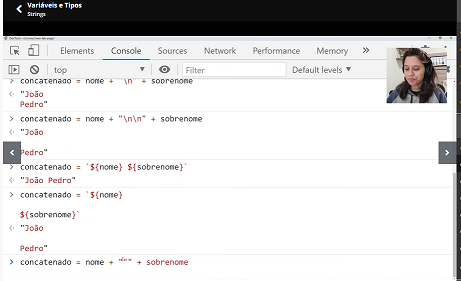 Variáveis e Tipos
Strings
Elements Console Sources Network Performance Memory »
top Filter Default levels ▼
> concatenado = nome + "\n" + sobrenome
"João
Pedro"
> concatenado = nome + "\n\n" + sobrenome
"João
Pedro"
> concatenado = `${nome} ${sobrenome}`
"João Pedro"
> concatenado = `${nome}
${sobrenome}`
"João
Pedro"
> concatenado = nome + """ + sobrenome